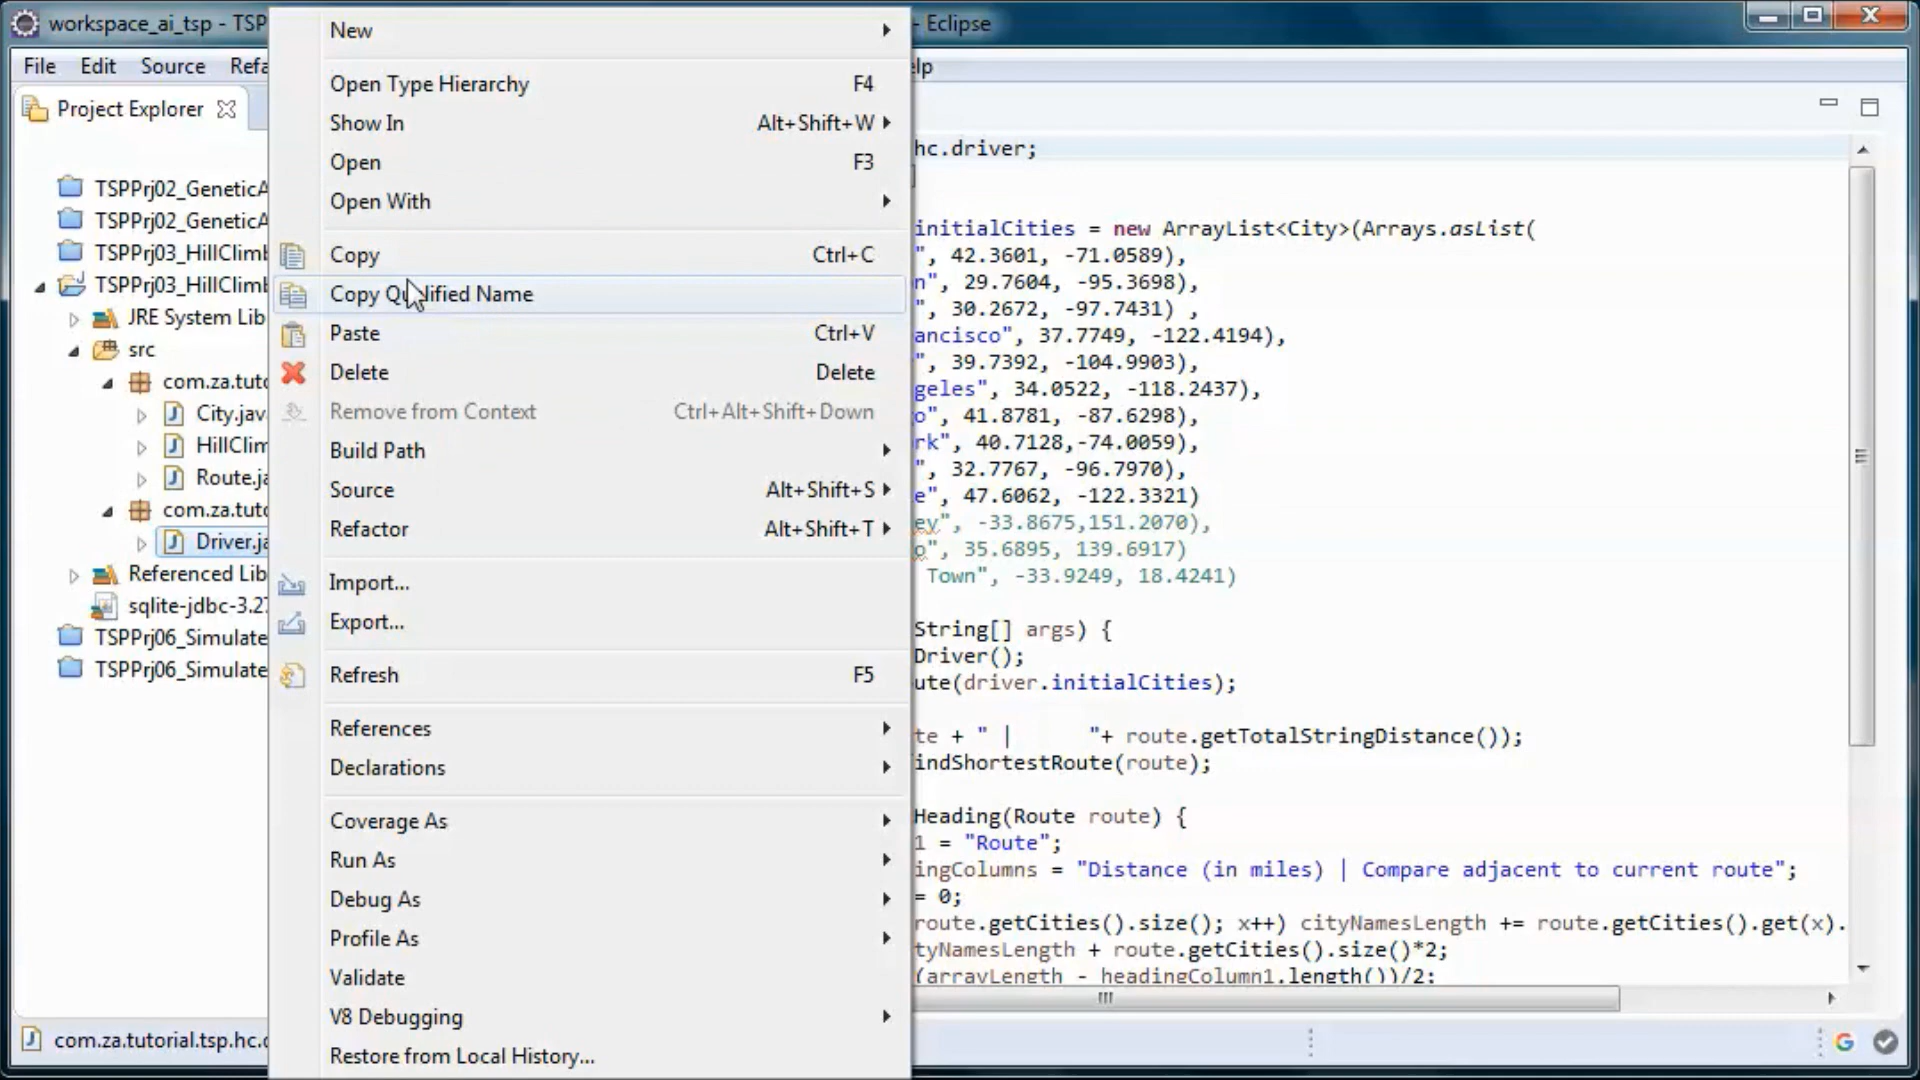 workspace_ai_tsp - TSP
- Eclipse
File Edit Source Refa
lp
Project Explorer
TSPPrj02_GeneticA
TSPPrj02_GeneticA
TSPPrj03_HillClimb
TSPPrj03_HillClimb
JRE System Lib
src
com.za.tuto
City.java
HillClim
Route.ja
com.za.tuto
Driver.ja
Referenced Lib
sqlite-jdbc-3.27
TSPPrj06_Simulate
TSPPrj06_Simulate
com.za.tutorial.tsp.hc.d
New
Open Type Hierarchy F4
Show In Alt+Shift+W
Open F3
Open With
Copy Ctrl+C
Copy Qualified Name
Paste Ctrl+V
Delete Delete
Remove from Context Ctrl+Alt+Shift+Down
Build Path
Source Alt+Shift+S
Refactor Alt+Shift+T
Import...
Export...
Refresh F5
References
Declarations
Coverage As
Run As
Debug As
Profile As
Validate
V8 Debugging
Restore from Local History...
hc.driver;
initialCities = new ArrayList<City>(Arrays.asList(
", 42.3601, -71.0589),
n", 29.7604, -95.3698),
", 30.2672, -97.7431) ,
ancisco", 37.7749, -122.4194),
", 39.7392, -104.9903),
geles", 34.0522, -118.2437),
o", 41.8781, -87.6298),
rk", 40.7128,-74.0059),
", 32.7767, -96.7970),
e", 47.6062, -122.3321)
ey", -33.8675,151.2070),
o", 35.6895, 139.6917)
Town", -33.9249, 18.4241)
String[] args) {
Driver();
ute(driver.initialCities);
te + " |      "+ route.getTotalStringDistance());
indShortestRoute(route);
Heading(Route route) {
1 = "Route";
ingColumns = "Distance (in miles) | Compare adjacent to current route";
= 0;
route.getCities().size(); x++) cityNamesLength += route.getCities().get(x).
tyNamesLength + route.getCities().size()*2;
(arrayLength - headingColumn1.length())/2;